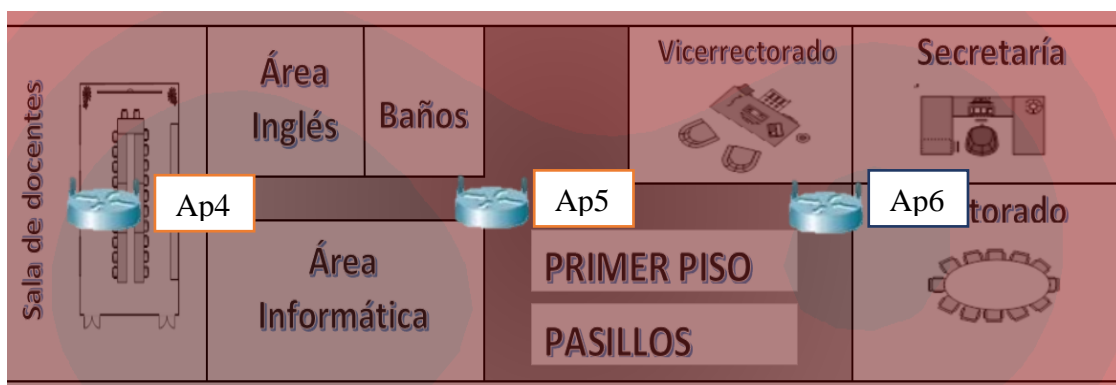 Sala de docentes
Área
Inglés
Baños
Vicerrectorado
Secretaría
Ap4
Ap5
Ap6
torado
Área
Informática
PRIMER PISO
PASILLOS